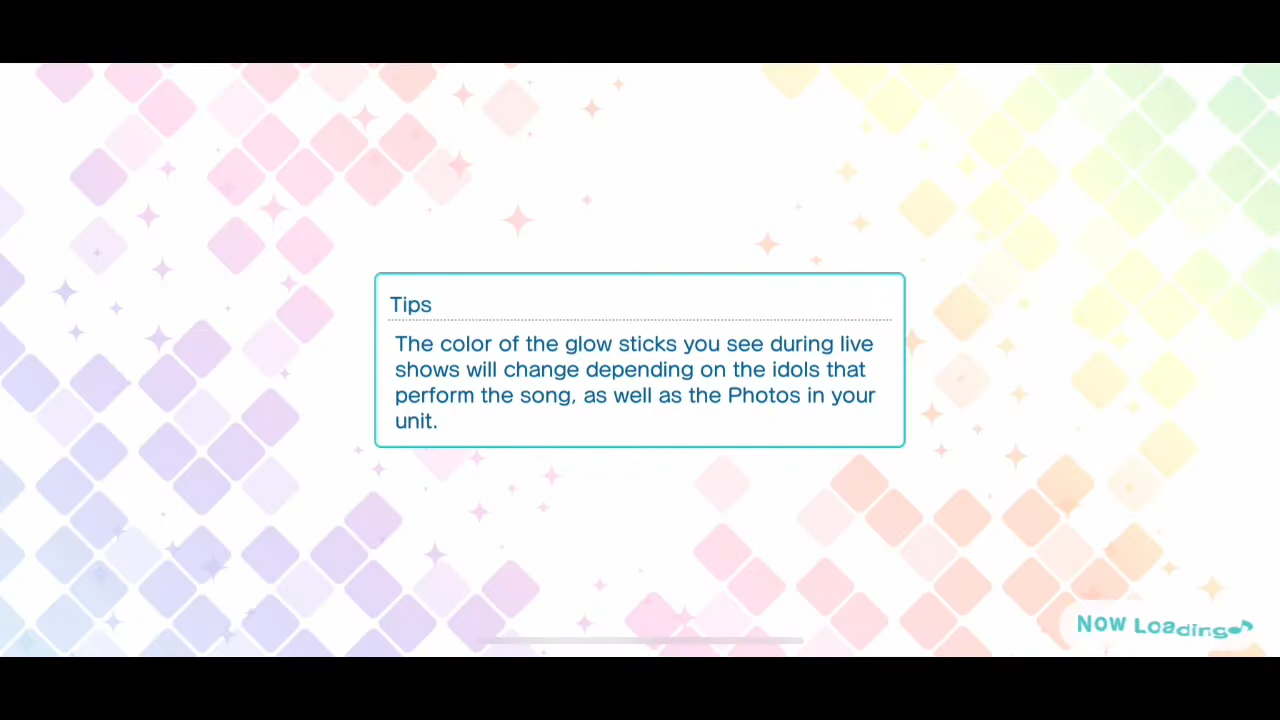 Tips
The color of the glow sticks you see during live
shows will change depending on the idols that
perform the song, as well as the Photos in your
unit.
Now Loading♪